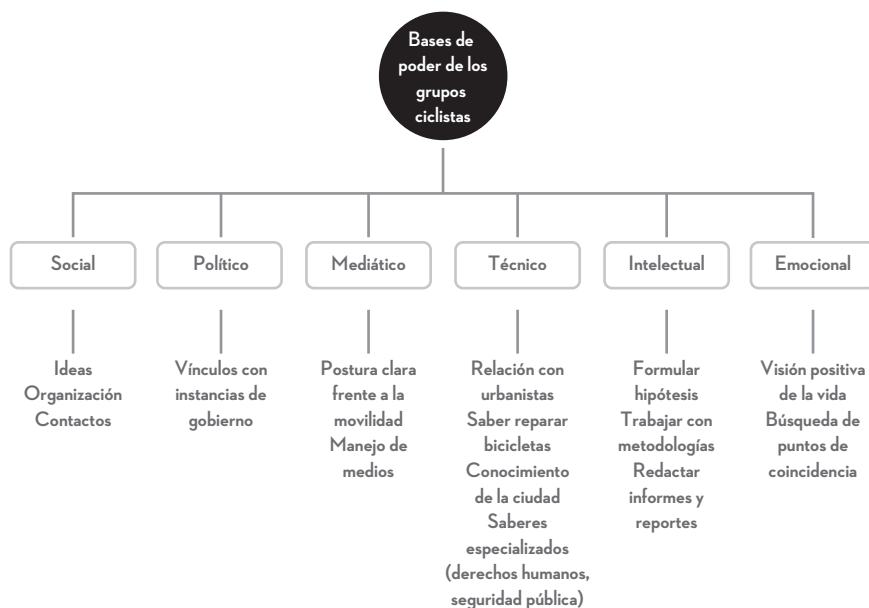 Bases de
poder de los
grupos
ciclistas
Social
Político
Mediático
Técnico
Intelectual
Emocional
Ideas
Organización
Contactos
Vínculos con
instancias de
gobierno
Postura clara
frente a la
movilidad
Manejo de
medios
Relación con
urbanistas
Saber reparar
bicicletas
Conocimiento
de la ciudad
Saberes
especializados
(derechos humanos,
seguridad pública)
Formular
hipótesis
Trabajar con
metodologías
Redactar
informes y
reportes
Visión positiva
de la vida
Búsqueda de
puntos de
coincidencia